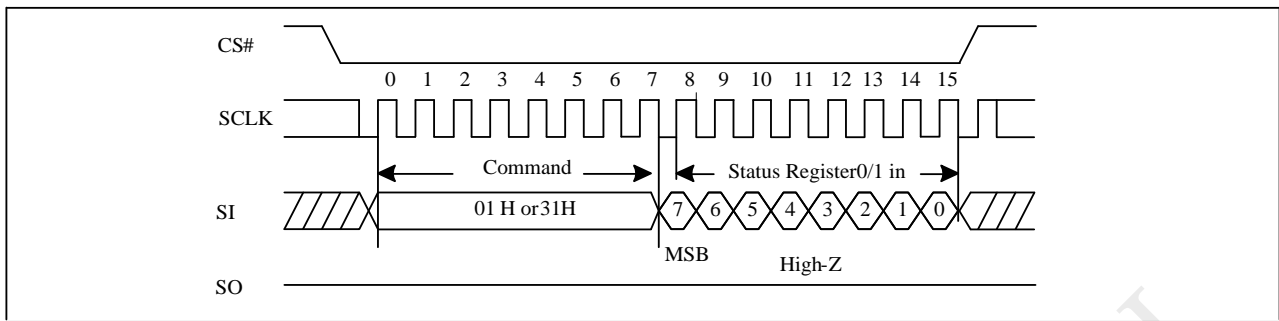 CS#
0 1 2 3 4 5 6 7 8 9 10 11 12 13 14 15
SCLK
Command Status Register0/1 in
SI 01 H or31H 7 6 5 4 3 2 1 0
MSB
High-Z
SO